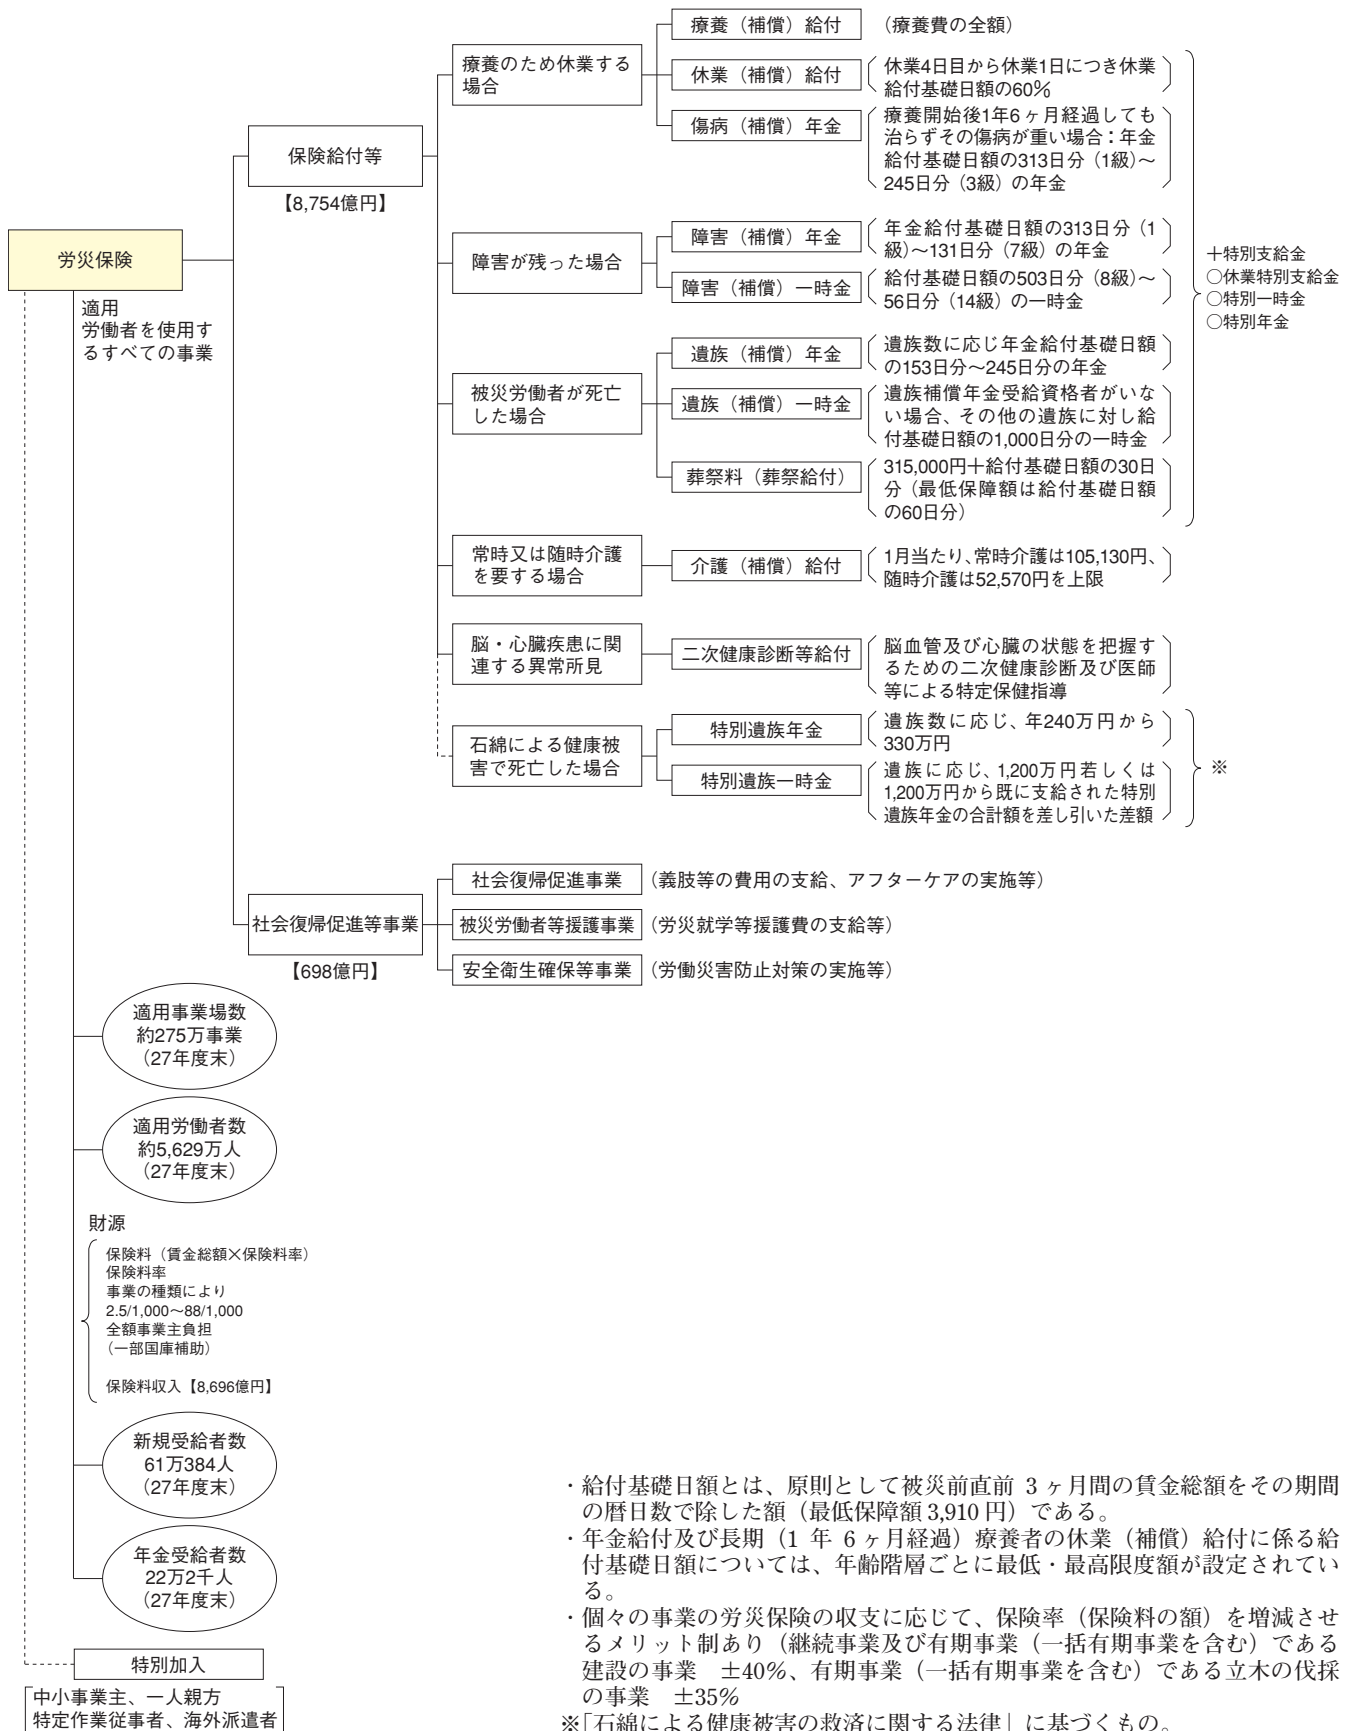 労災保険
適用
労働者を使用す
るすべての事業
保険給付等
【8,754億円】
療養のため休業する
場合
療養（補償）給付
（療養費の全額）
休業（補償）給付
休業4日目から休業1日につき休業
給付基礎日額の60％
傷病（補償）年金
療養開始後1年6ヶ月経過しても
治らずその傷病が重い場合：年金
給付基礎日額の313日分（1級）～
245日分（3級）の年金
障害が残った場合
障害（補償）年金
年金給付基礎日額の313日分（1
級）～131日分（7級）の年金
障害（補償）一時金
給付基礎日額の503日分（8級）～
56日分（14級）の一時金
被災労働者が死亡
した場合
遺族（補償）年金
遺族数に応じ年金給付基礎日額
の153日分～245日分の年金
遺族（補償）一時金
遺族補償年金受給資格者がいな
い場合、その他の遺族に対し給
付基礎日額の1,000日分の一時金
葬祭料（葬祭給付）
315,000円＋給付基礎日額の30日
分（最低保障額は給付基礎日額
の60日分）
＋特別支給金
○休業特別支給金
○特別一時金
○特別年金
常時又は随時介護
を要する場合
介護（補償）給付
1月当たり、常時介護は105,130円、
随時介護は52,570円を上限
脳・心臓疾患に関
連する異常所見
二次健康診断等給付
脳血管及び心臓の状態を把握す
るための二次健康診断及び医師
等による特定保健指導
石綿による健康被
害で死亡した場合
特別遺族年金
遺族数に応じ、年240万円から
330万円
特別遺族一時金
遺族に応じ、1,200万円若しくは
1,200万円から既に支給された特別
遺族年金の合計額を差し引いた差額
※
社会復帰促進等事業
【698億円】
社会復帰促進事業
（義肢等の費用の支給、アフターケアの実施等）
被災労働者等援護事業
（労災就学等援護費の支給等）
安全衛生確保等事業
（労働災害防止対策の実施等）
適用事業場数
約275万事業
（27年度末）
適用労働者数
約5,629万人
（27年度末）
財源
保険料（賃金総額×保険料率）
保険料率
事業の種類により
2.5/1,000～88/1,000
全額事業主負担
（一部国庫補助）
保険料収入【8,696億円】
新規受給者数
61万384人
（27年度末）
年金受給者数
22万2千人
（27年度末）
特別加入
中小事業主、一人親方
特定作業従事者、海外派遣者
・給付基礎日額とは、原則として被災前直前 3 ヶ月間の賃金総額をその期間
の暦日数で除した額（最低保障額 3,910 円）である。
・年金給付及び長期（1 年 6 ヶ月経過）療養者の休業（補償）給付に係る給
付基礎日額については、年齢階層ごとに最低・最高限度額が設定されてい
る。
・個々の事業の労災保険の収支に応じて、保険率（保険料の額）を増減させ
るメリット制あり（継続事業及び有期事業（一括有期事業を含む）である
建設の事業　±40％、有期事業（一括有期事業を含む）である立木の伐採
の事業　±35％
※「石綿による健康被害の救済に関する法律」に基づくもの。